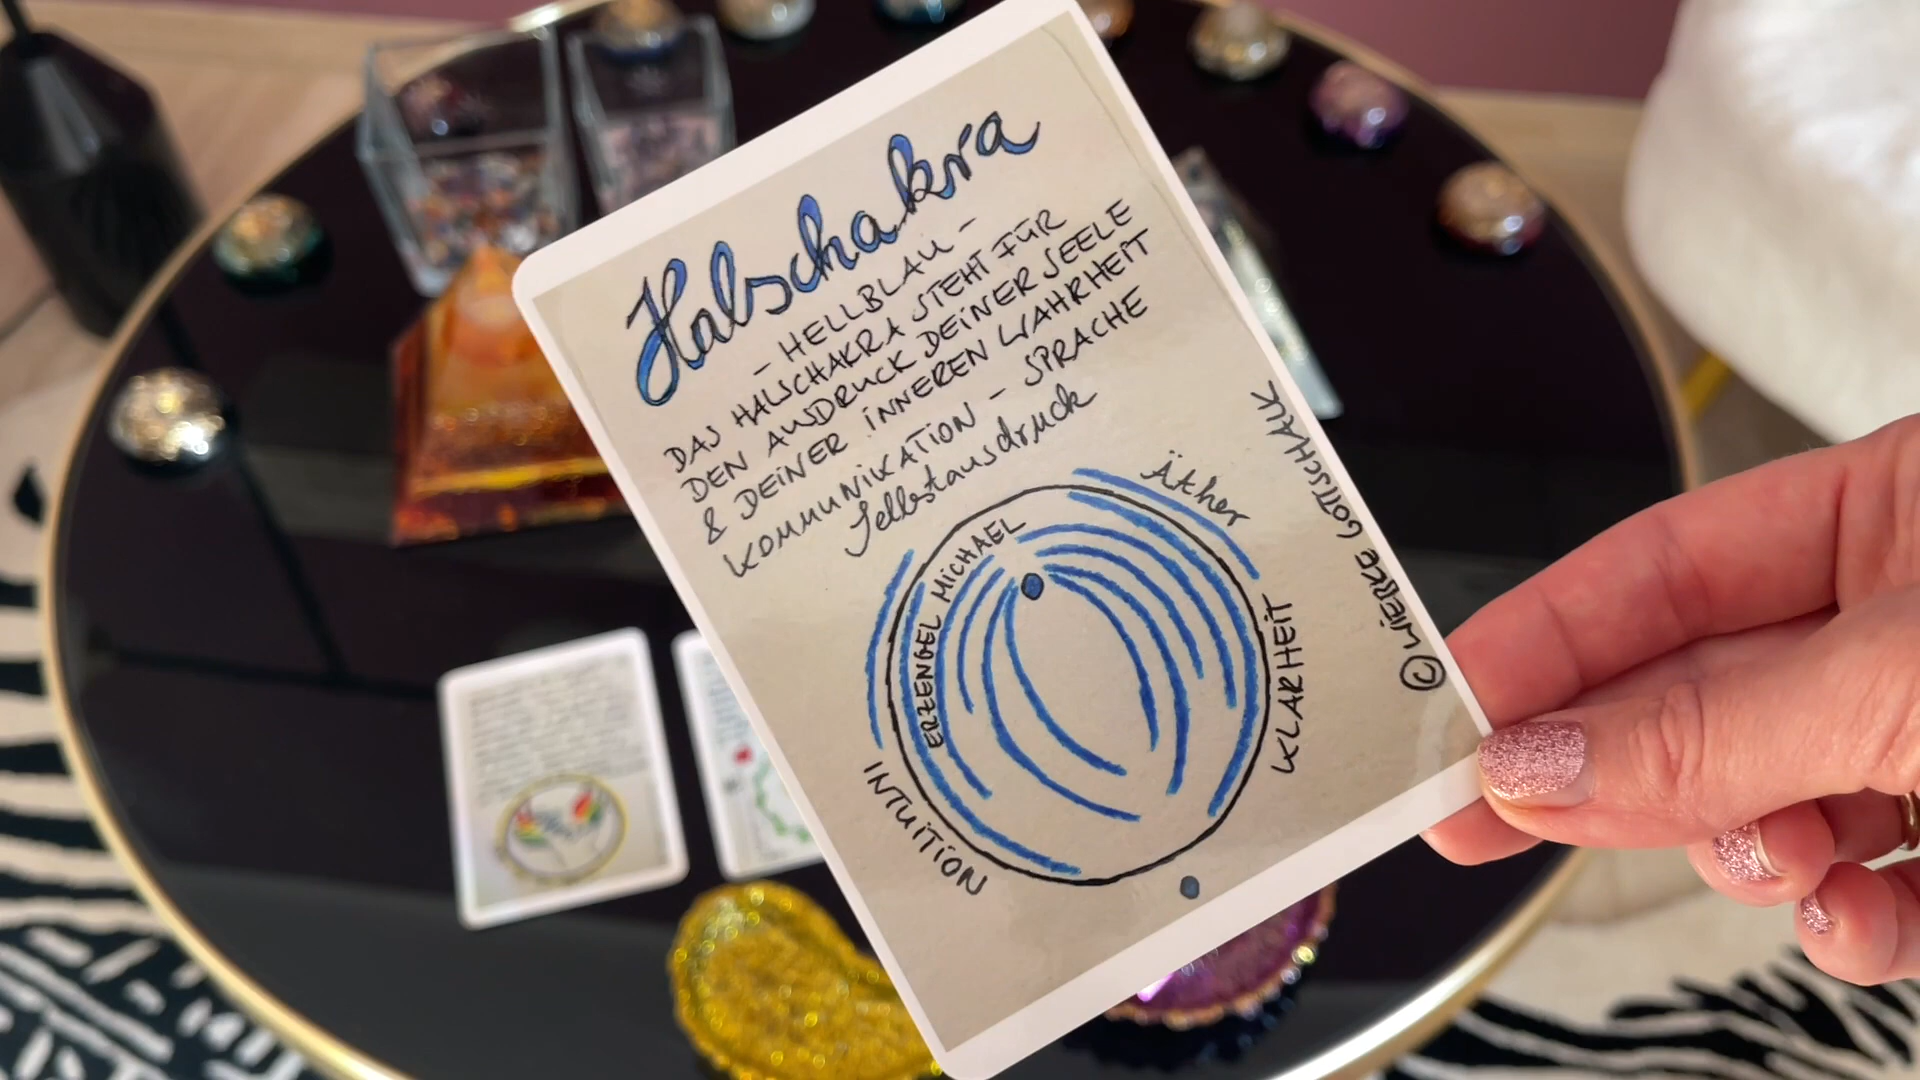 Halschakra
- HELLBLAU -
DAS HALSCHAKRA STEHT FÜR
DEN AUSDRUCK DEINER SEELE
& DEINER INNEREN WAHRHEIT
KOMMUNIKATION - SPRACHE
Selbstausdruck
Äther
ERZENGEL MICHAEL
KLARHEIT
INTUITION
© WIEBKE GOTTSCHALK